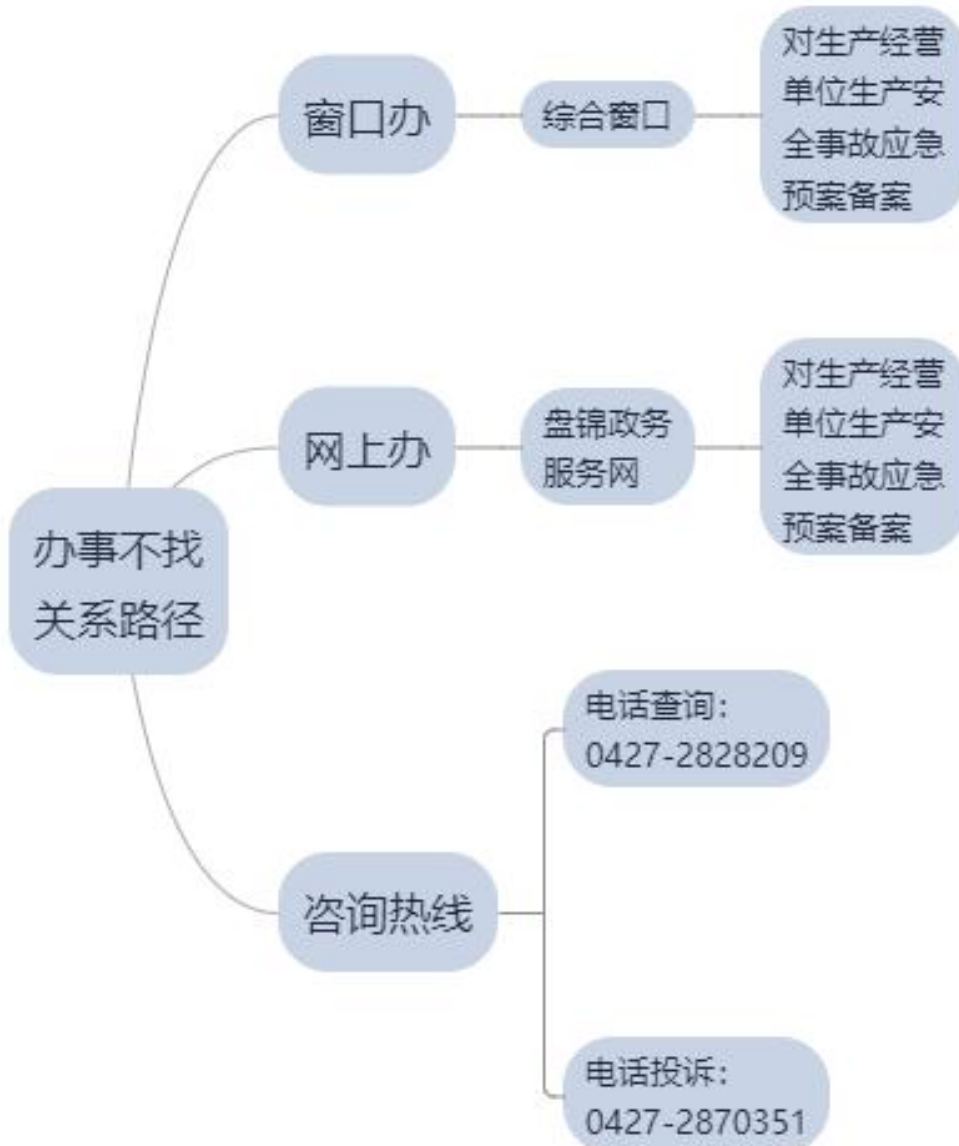 办事不找
关系路径
窗口办
综合窗口
对生产经营
单位生产安
全事故应急
预案备案
网上办
盘锦政务
服务网
对生产经营
单位生产安
全事故应急
预案备案
咨询热线
电话查询：
0427-2828209
电话投诉：
0427-2870351